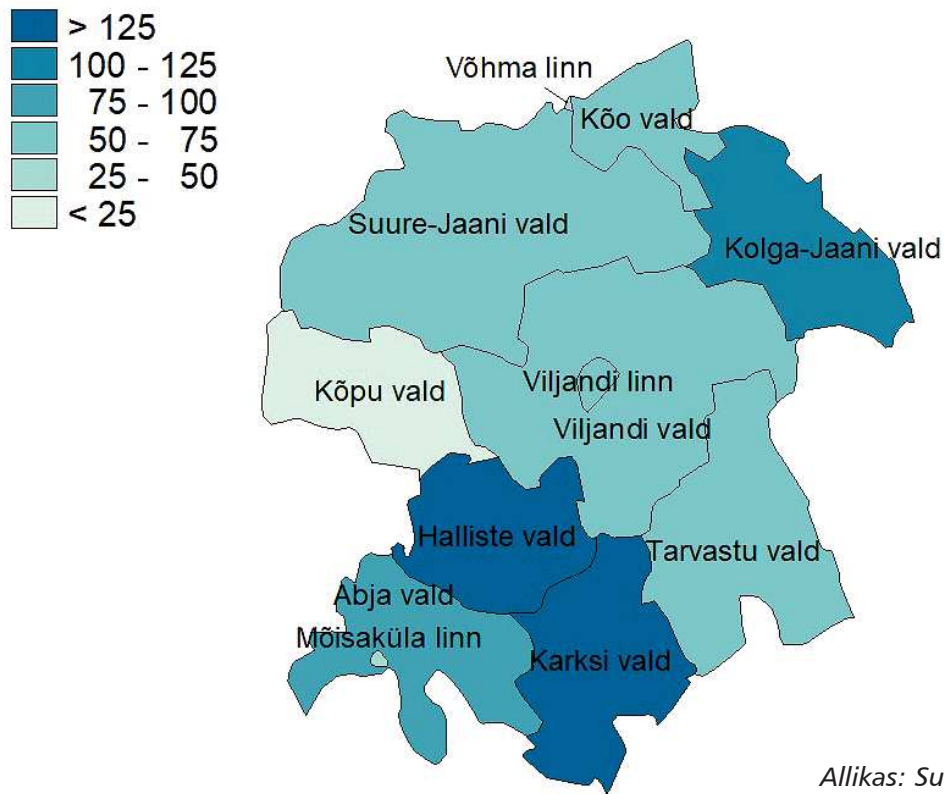 > 125
100 - 125
75 - 100
50 - 75
25 - 50
< 25
Võhma linn
Kõo vald
Suure-Jaani vald
Kolga-Jaani vald
Kõpu vald
Viljandi linn
Viljandi vald
Halliste vald
Tarvastu vald
Abja vald
Mõisaküla linn
Karksi vald
Allikas: Su